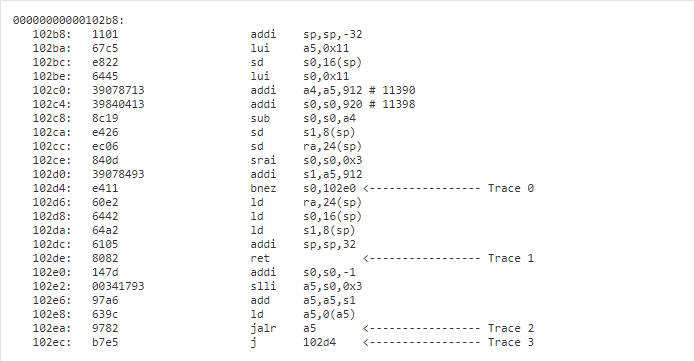 00000000000102b8:
102b8: 1101 addi sp,sp,-32
102ba: 67c5 lui a5,0x11
102bc: e822 sd s0,16(sp)
102be: 6445 lui s0,0x11
102c0: 39078713 addi a4,a5,912 # 11390
102c4: 39840413 addi s0,s0,920 # 11398
102c8: 8c19 sub s0,s0,a4
102ca: e426 sd s1,8(sp)
102cc: ec06 sd ra,24(sp)
102ce: 840d srai s0,s0,0x3
102d0: 39078493 addi s1,a5,912
102d4: e411 bnez s0,102e0 <----------------- Trace 0
102d6: 60e2 ld ra,24(sp)
102d8: 6442 ld s0,16(sp)
102da: 64a2 ld s1,8(sp)
102dc: 6105 addi sp,sp,32
102de: 8082 ret <----------------- Trace 1
102e0: 147d addi s0,s0,-1
102e2: 00341793 slli a5,s0,0x3
102e6: 97a6 add a5,a5,s1
102e8: 639c ld a5,0(a5)
102ea: 9782 jalr a5 <----------------- Trace 2
102ec: b7e5 j 102d4 <----------------- Trace 3